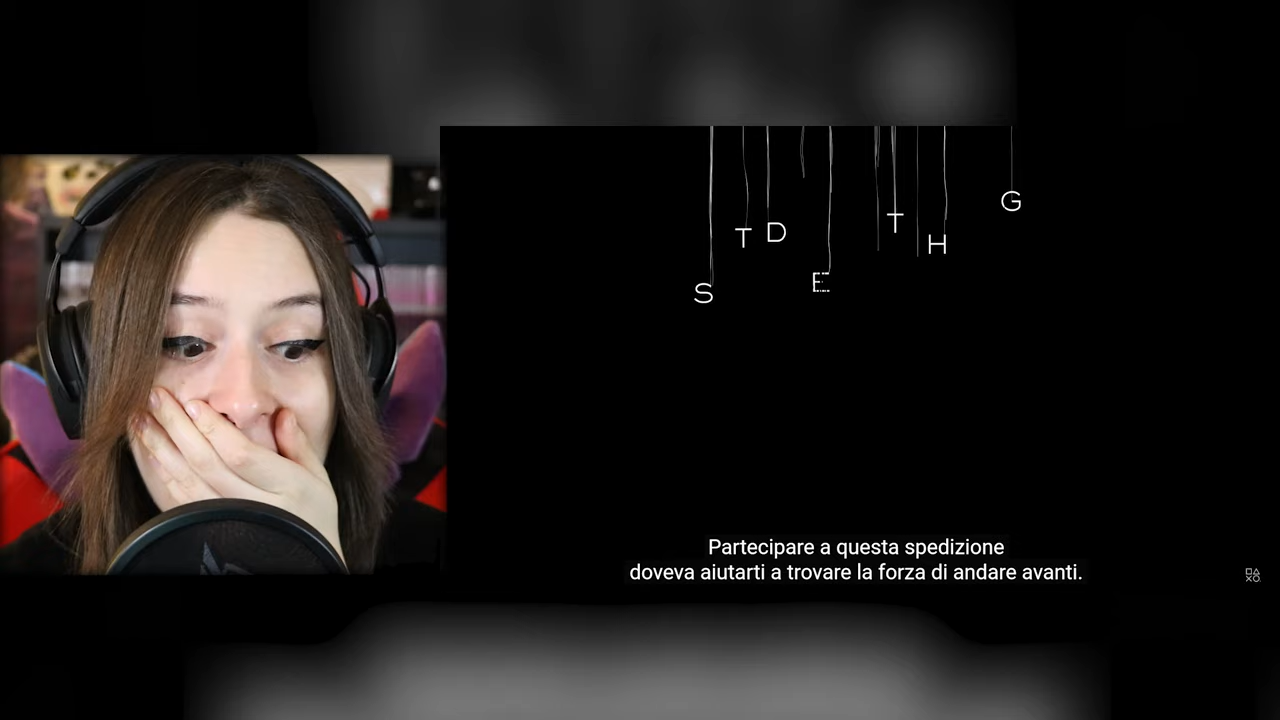 S T D E T H G
Partecipare a questa spedizione
doveva aiutarti a trovare la forza di andare avanti.